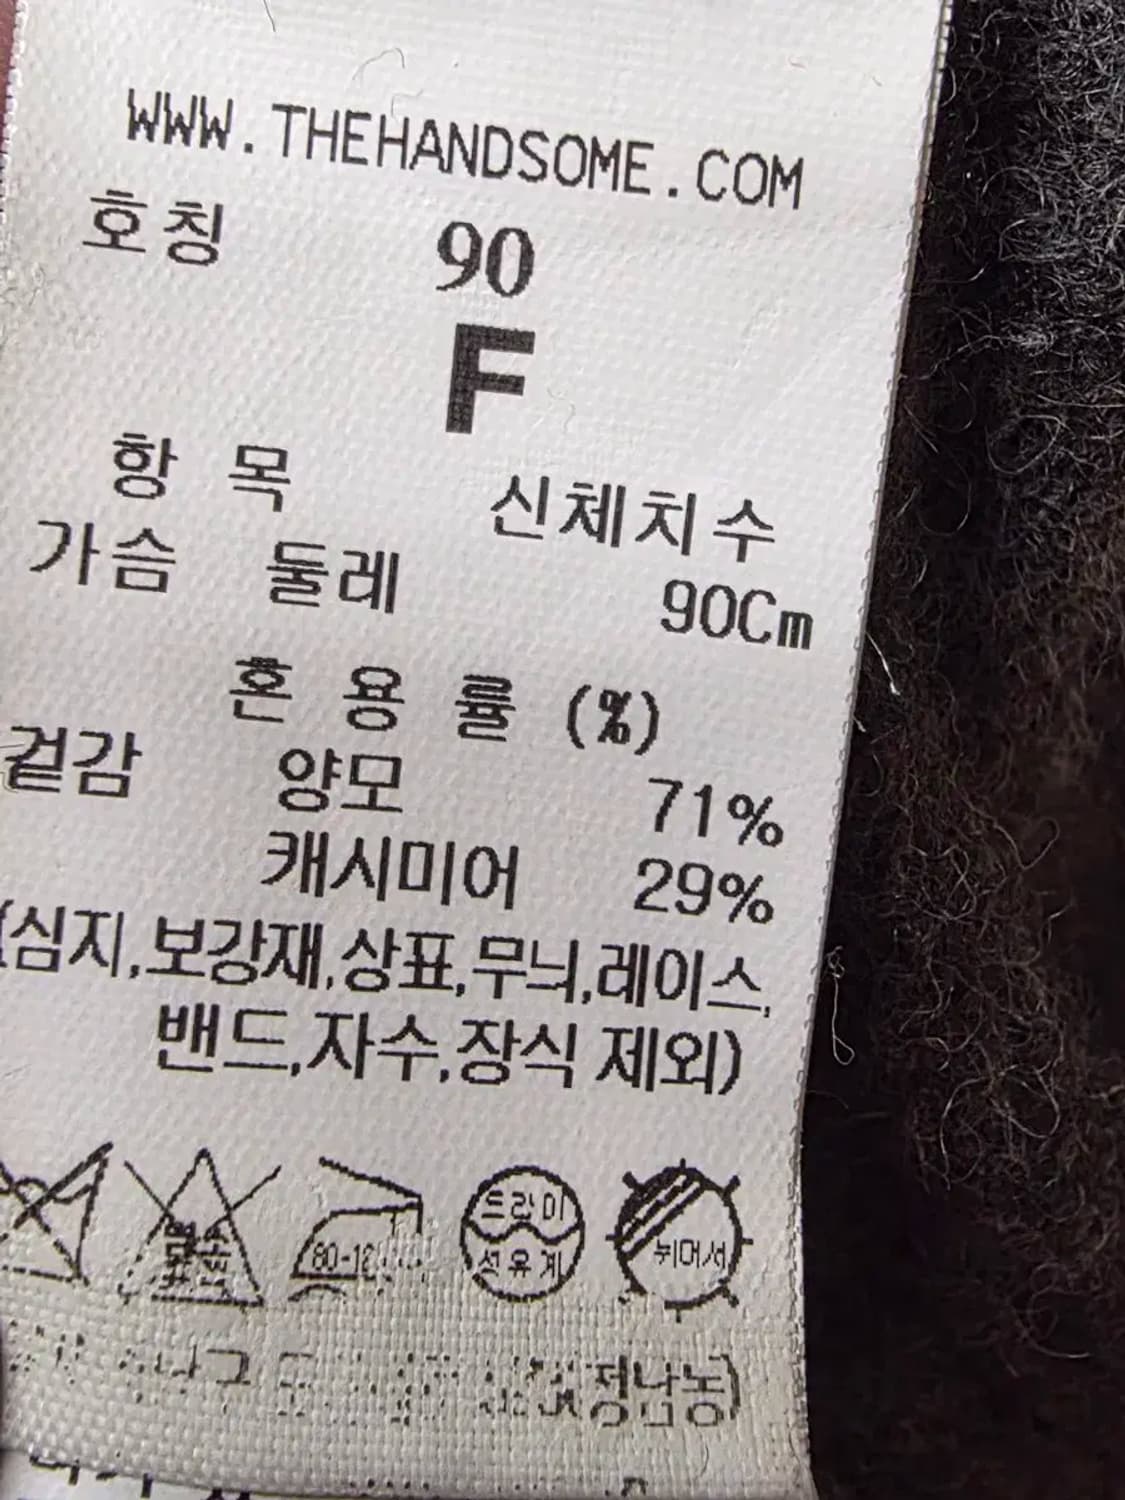 WWW.THEHANDSOME.COM
호칭 90
F
항 목 신체치수
가슴 둘레 90Cm
혼 용 률 (%)
겉감 양모 71%
캐시미어 29%
(심지,보강재,상표,무늬,레이스,
밴드,자수,장식 제외)
드라이
석유계
뉘어서